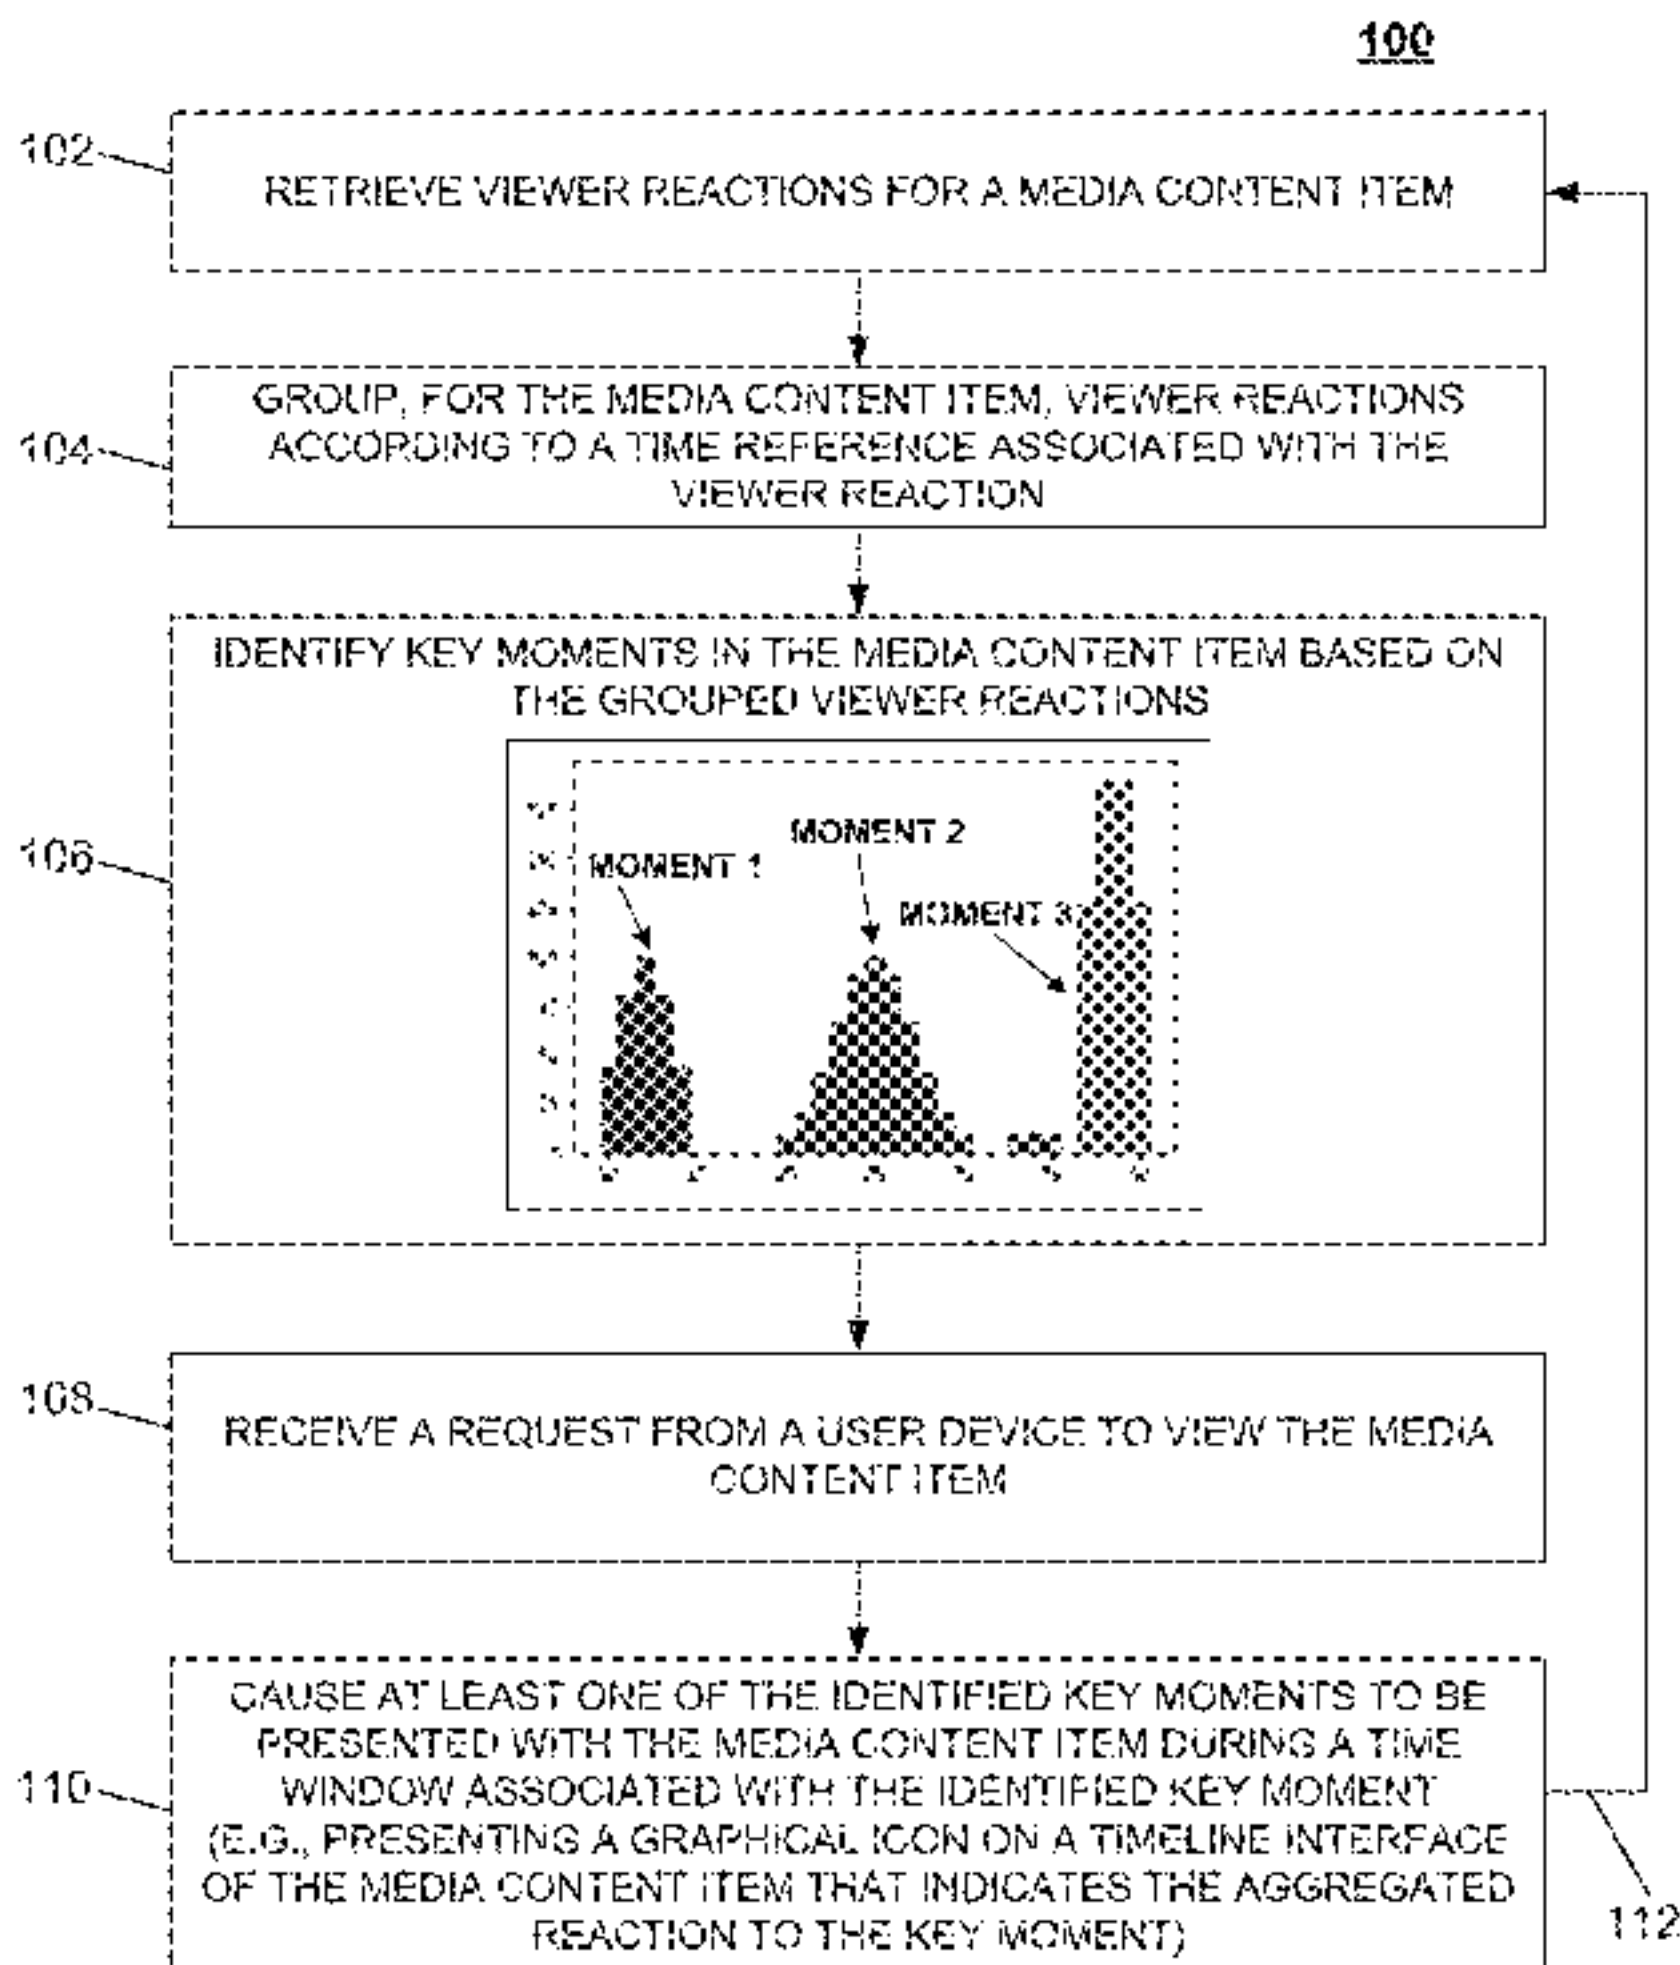 100
102
RETRIEVE VIEWER REACTIONS FOR A MEDIA CONTENT ITEM
104
GROUP, FOR THE MEDIA CONTENT ITEM, VIEWER REACTIONS
ACCORDING TO A TIME REFERENCE ASSOCIATED WITH THE
VIEWER REACTION
106
IDENTIFY KEY MOMENTS IN THE MEDIA CONTENT ITEM BASED ON
THE GROUPED VIEWER REACTIONS
MOMENT 1
MOMENT 2
MOMENT 3
108
RECEIVE A REQUEST FROM A USER DEVICE TO VIEW THE MEDIA
CONTENT ITEM
110
CAUSE AT LEAST ONE OF THE IDENTIFIED KEY MOMENTS TO BE
PRESENTED WITH THE MEDIA CONTENT ITEM DURING A TIME
WINDOW ASSOCIATED WITH THE IDENTIFIED KEY MOMENT
(E.G., PRESENTING A GRAPHICAL ICON ON A TIMELINE INTERFACE
OF THE MEDIA CONTENT ITEM THAT INDICATES THE AGGREGATED
REACTION TO THE KEY MOMENT)
112